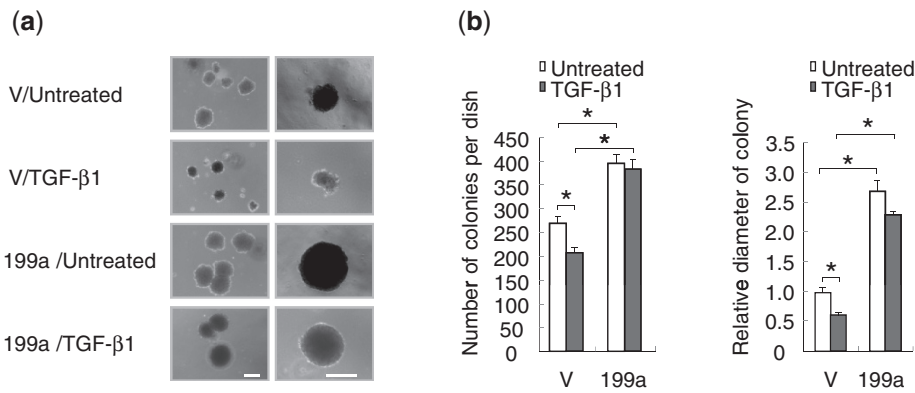 (a)
V/Untreated
V/TGF-β1
199a /Untreated
199a /TGF-β1
(b)
Untreated
TGF-β1
Number of colonies per dish
450
400
350
300
250
200
150
100
50
0
*
*
*
V 199a
Untreated
TGF-β1
Relative diameter of colony
3.5
3.0
2.5
2.0
1.5
1.0
0.5
0
*
*
*
V 199a